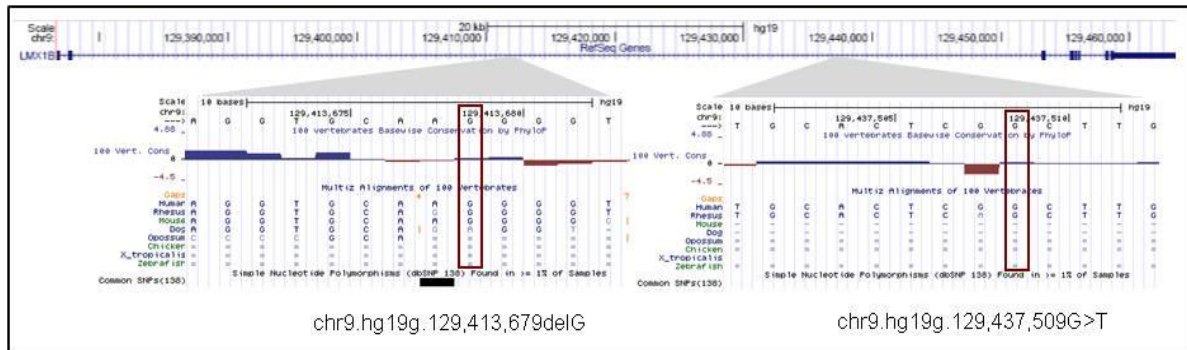 Scale 20 kb hg19
chr9: 129,390,000 129,400,000 129,410,000 129,420,000 129,430,000 129,440,000 129,450,000 129,460,000
RefSeq Genes
LMX1B
Scale 10 bases hg19
chr9: 129,413,675 129,413,680
---> A G G T G C A A G G G G T
4.88 _ 100 vertebrates Basewise Conservation by PhyloP
100 Vert. Cons
0 -
-4.5 _
Multiz Alignments of 100 Vertebrates
Gaps
Human A G G T G C A A G G G G T
Rhesus A G G T G C A G G G G G T
Mouse A G G T G C A A G G G G C
Dog A G G T G C A G A G G T -
Opossum C C C C G C A = = = = = =
Chicken = = = = = = = = = = = = =
X_tropicalis = = = = = = = = = = = = =
Zebrafish = = = = = = = = = = = = =
Simple Nucleotide Polymorphisms (dbSNP 138) Found in >= 1% of Samples
Common SNPs(138)
chr9.hg19g.129,413,679delG
Scale 10 bases hg19
chr9: 129,437,505 129,437,510
---> T G C A C T C G G C T T G
4.88 _ 100 vertebrates Basewise Conservation by PhyloP
100 Vert. Cons
0 -
-4.5 _
Multiz Alignments of 100 Vertebrates
Gaps
Human T G C A C T C G G C T T G
Rhesus T G C A C T C A G C T T G
Mouse - - - - - - - - - - - - -
Dog - - - - - - - - - - - - -
Opossum = = = = = = = = = = = = =
Chicken = = = = = = = = = = = = =
X_tropicalis
Zebrafish = = = = = = = = = = = = =
Simple Nucleotide Polymorphisms (dbSNP 138) Found in >= 1% of Samples
Common SNPs(138)
chr9.hg19g.129,437,509G>T